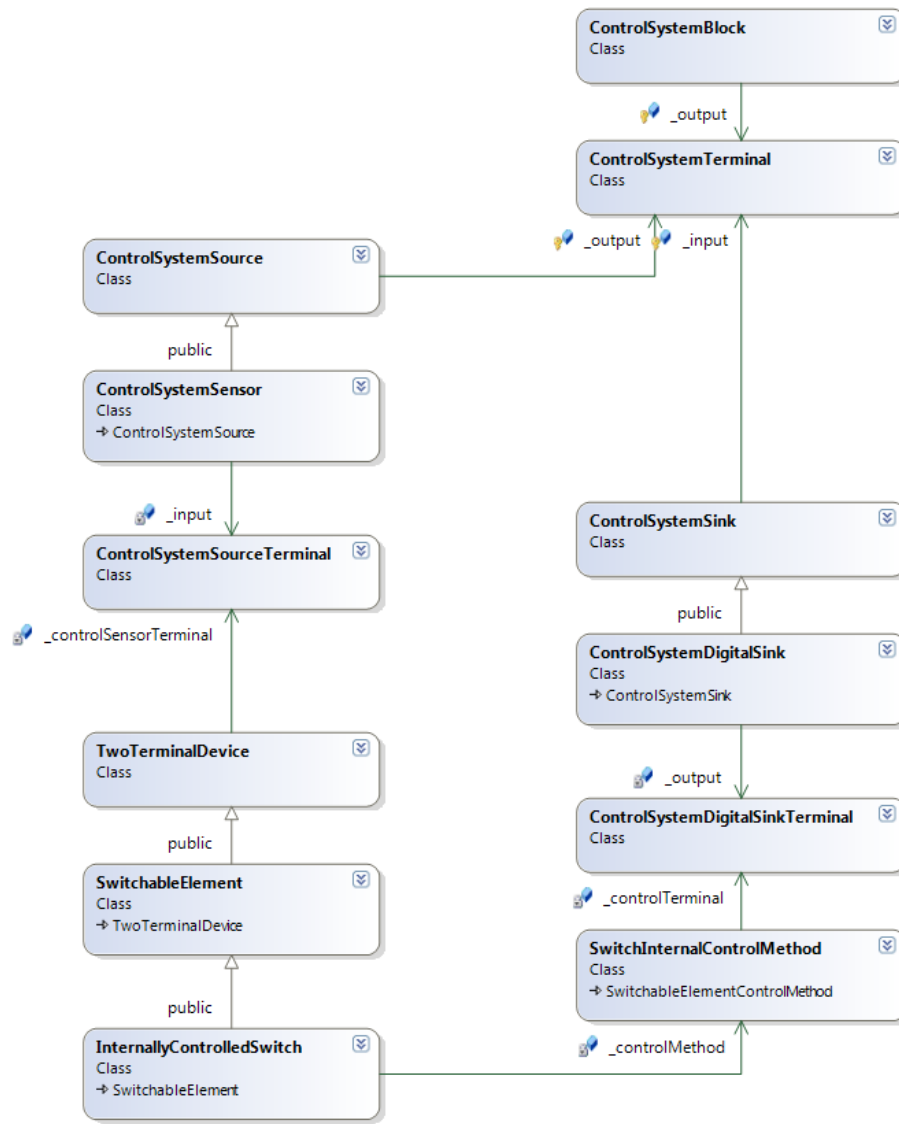 ControlSystemBlock
Class
_output
ControlSystemTerminal
Class
_output
_input
ControlSystemSource
Class
public
ControlSystemSensor
Class
ControlSystemSource
_input
ControlSystemSourceTerminal
Class
_controlSensorTerminal
ControlSystemSink
Class
public
ControlSystemDigitalSink
Class
ControlSystemSink
_output
TwoTerminalDevice
Class
public
ControlSystemDigitalSinkTerminal
Class
_controlTerminal
SwitchableElement
Class
TwoTerminalDevice
public
SwitchInternalControlMethod
Class
SwitchableElementControlMethod
_controlMethod
InternallyControlledSwitch
Class
SwitchableElement